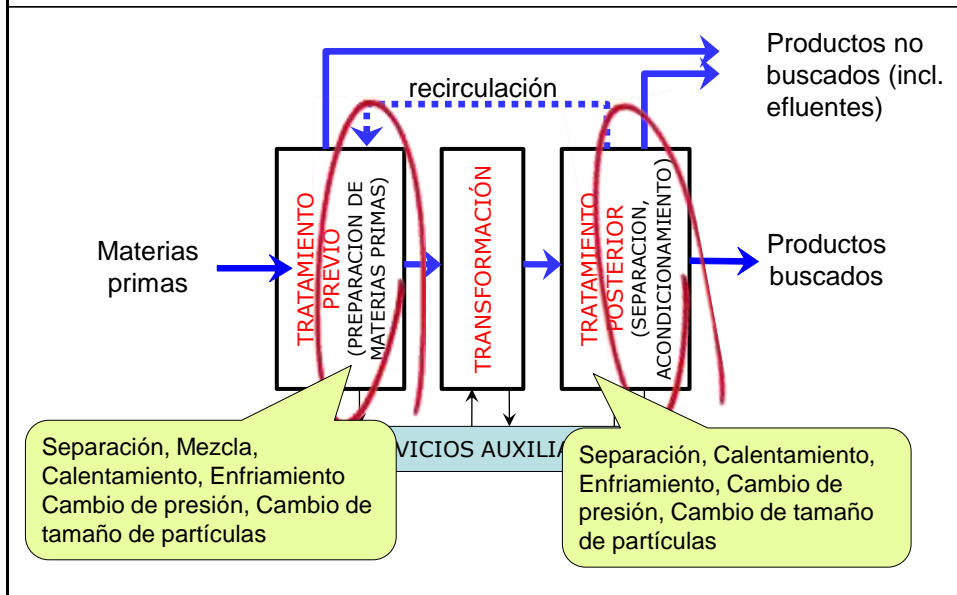 Productos no
buscados (incl.
efluentes)
recirculación
Materias
primas
TRATAMIENTO
PREVIO
(PREPARACION DE
MATERIAS PRIMAS)
TRANSFORMACIÓN
TRATAMIENTO
POSTERIOR
(SEPARACION,
ACONDICIONAMIENTO)
Productos
buscados
VICIOS AUXILIA
Separación, Mezcla,
Calentamiento, Enfriamiento
Cambio de presión, Cambio de
tamaño de partículas
Separación, Calentamiento,
Enfriamiento, Cambio de
presión, Cambio de tamaño
de partículas